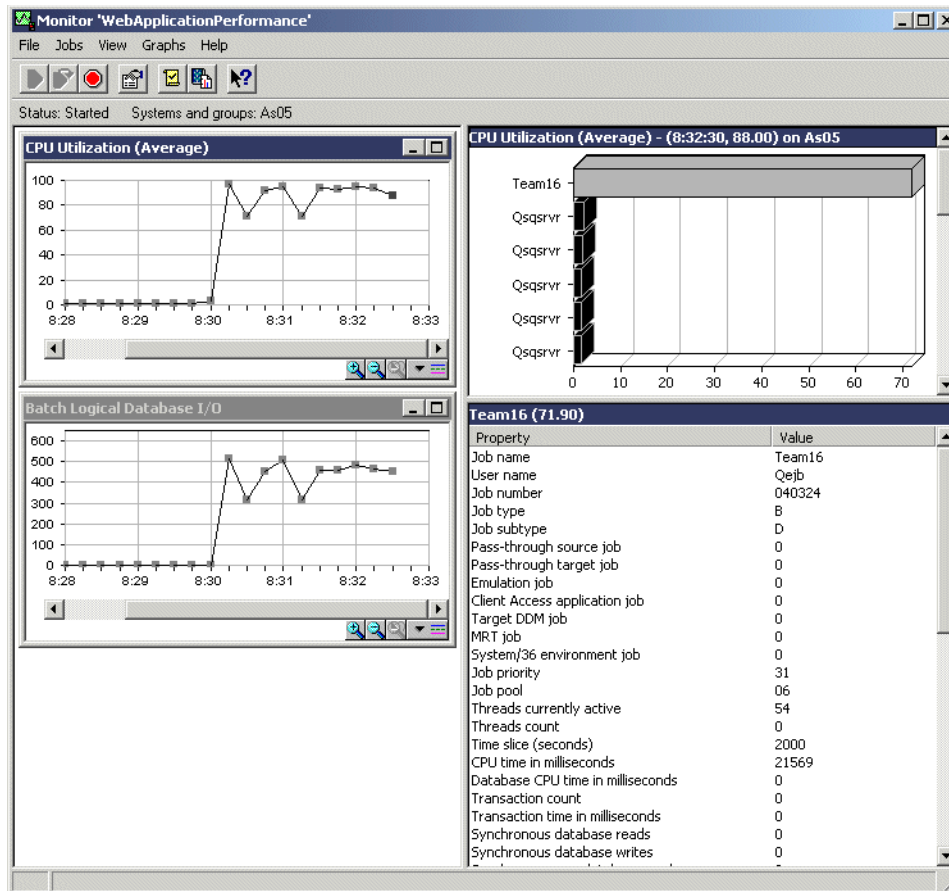 Monitor 'WebApplicationPerformance'
File Jobs View Graphs Help
Status: Started Systems and groups: As05
CPU Utilization (Average)
100
80
60
40
20
0
8:28 8:29 8:30 8:31 8:32 8:33
Batch Logical Database I/O
600
500
400
300
200
100
0
8:28 8:29 8:30 8:31 8:32 8:33
CPU Utilization (Average) - (8:32:30, 88.00) on As05
Team16
Qsqsrvr
Qsqsrvr
Qsqsrvr
Qsqsrvr
Qsqsrvr
0 10 20 30 40 50 60 70
Team16 (71.90)
Property Value
Job name Team16
User name Qejb
Job number 040324
Job type B
Job subtype D
Pass-through source job 0
Pass-through target job 0
Emulation job 0
Client Access application job 0
Target DDM job 0
MRT job 0
System/36 environment job 0
Job priority 31
Job pool 06
Threads currently active 54
Threads count 0
Time slice (seconds) 2000
CPU time in milliseconds 21569
Database CPU time in milliseconds 0
Transaction count 0
Transaction time in milliseconds 0
Synchronous database reads 0
Synchronous database writes 0